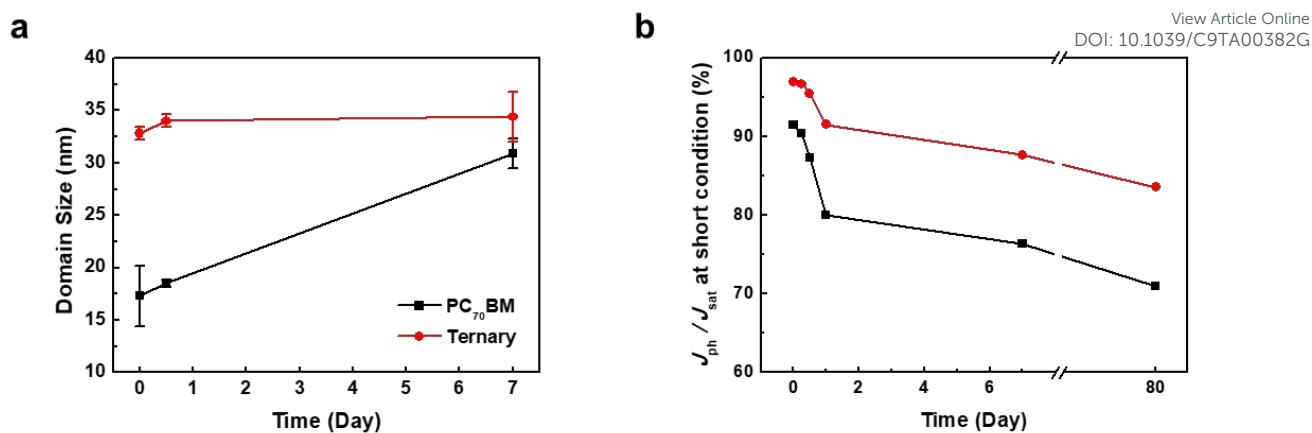 View Article Online
DOI: 10.1039/C9TA00382G
a
Domain Size (nm)
40
35
30
25
20
15
10
PC₇₀BM
Ternary
0 1 2 3 4 5 6 7
Time (Day)
b
J_ph / J_sat at short condition (%)
100
90
80
70
60
0 2 4 6 80
Time (Day)